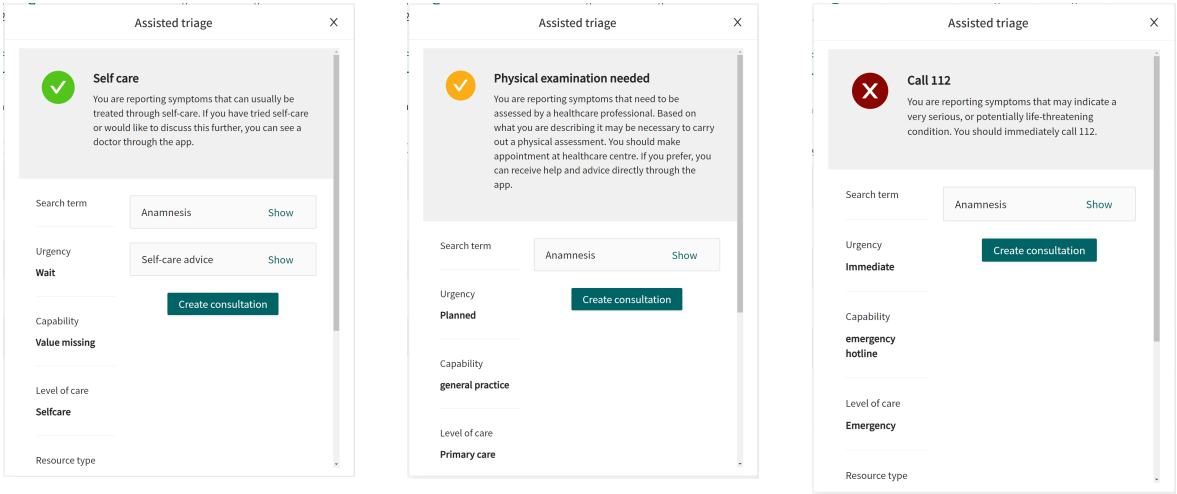 Assisted triage
X
Self care
You are reporting symptoms that can usually be
treated through self-care. If you have tried self-care
or would like to discuss this further, you can see a
doctor through the app.
Search term
Anamnesis Show
Urgency
Wait
Self-care advice Show
Create consultation
Capability
Value missing
Level of care
Selfcare
Resource type
Assisted triage
X
Physical examination needed
You are reporting symptoms that need to be
assessed by a healthcare professional. Based on
what you are describing it may be necessary to carry
out a physical assessment. You should make
appointment at healthcare centre. If you prefer, you
can receive help and advice directly through the
app.
Search term
Anamnesis Show
Urgency
Planned
Create consultation
Capability
general practice
Level of care
Primary care
Assisted triage
X
Call 112
You are reporting symptoms that may indicate a
very serious, or potentially life-threatening
condition. You should immediately call 112.
Search term
Anamnesis Show
Urgency
Immediate
Create consultation
Capability
emergency
hotline
Level of care
Emergency
Resource type